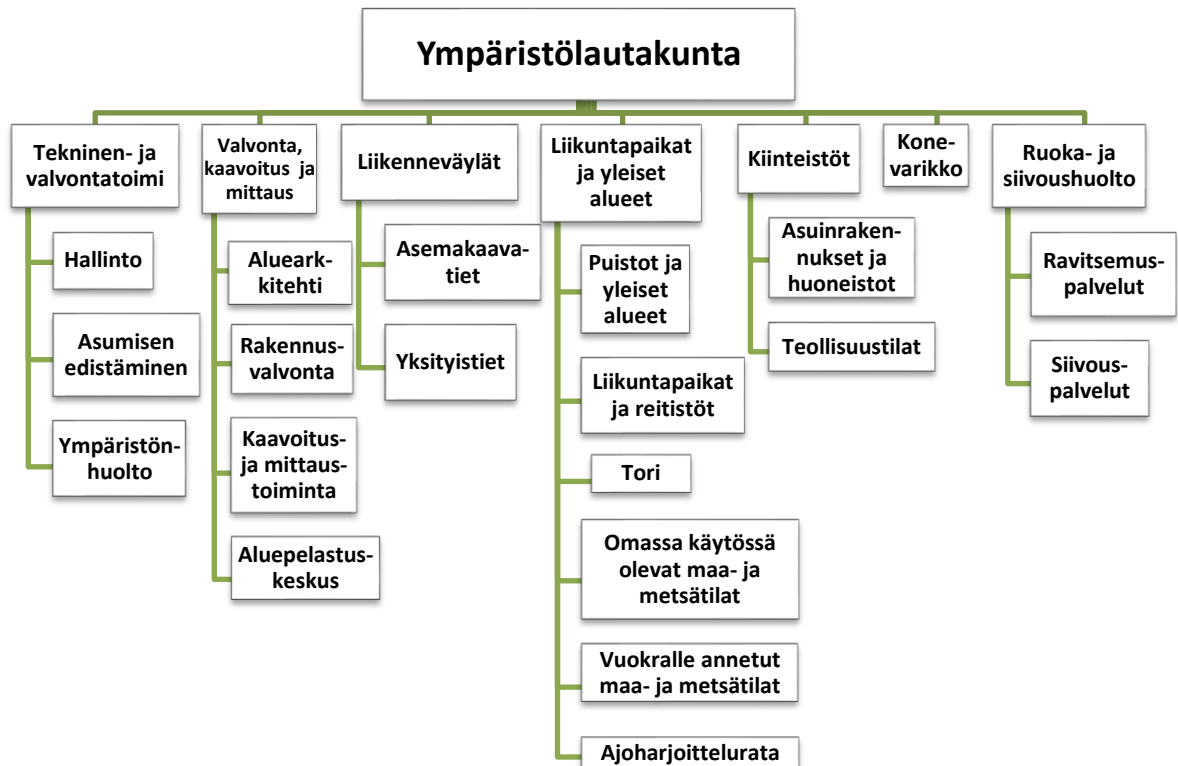 Ympäristölautakunta
Tekninen- ja
valvontatoimi
Hallinto
Asumisen
edistäminen
Ympäristön-
huolto
Valvonta,
kaavoitus ja
mittaus
Alueark-
kitehti
Rakennus-
valvonta
Kaavoitus-
ja mittaus-
toiminta
Aluepelastus-
keskus
Liikenneväylät
Asemakaava-
tiet
Yksityistiet
Liikuntapaikat
ja yleiset
alueet
Puistot ja
yleiset
alueet
Liikuntapaikat
ja reitistöt
Tori
Omassa käytössä
olevat maa- ja
metsätilat
Vuokralle annetut
maa- ja metsätilat
Ajoharjoittelurata
Kiinteistöt
Asuinraken-
nukset ja
huoneistot
Teollisuustilat
Kone-
varikko
Ruoka- ja
siivoushuolto
Ravitsemus-
palvelut
Siivous-
palvelut